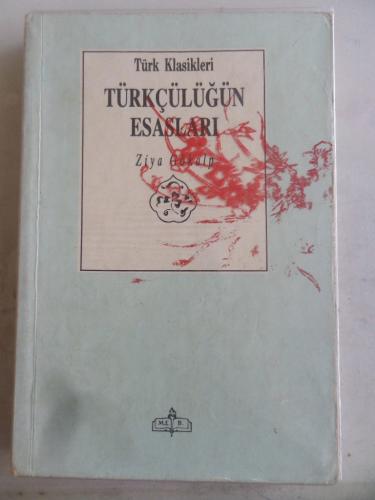 Türk Klasikleri
TÜRKÇÜLÜĞÜN
ESASLARI
Ziya Gökalp
M.E B.